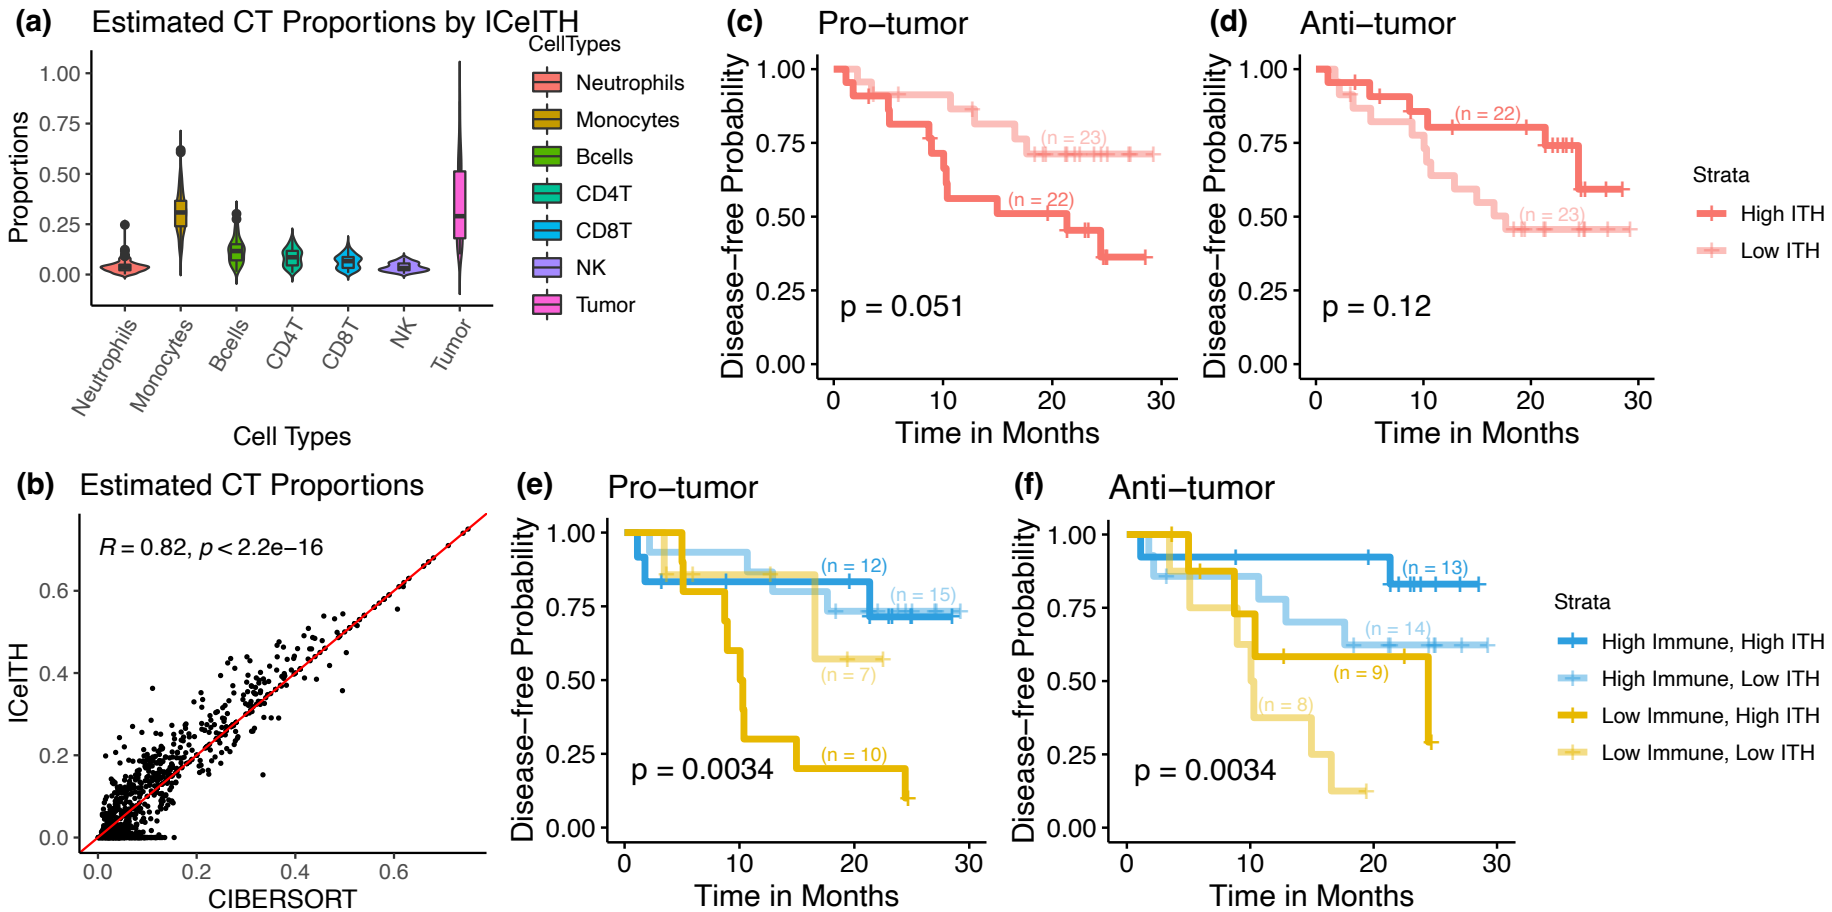 (a) Estimated CT Proportions by ICeITH
CellTypes
Neutrophils
Monocytes
Bcells
CD4T
CD8T
NK
Tumor
Proportions
1.00
0.75
0.50
0.25
0.00
Neutrophils
Monocytes
Bcells
CD4T
CD8T
NK
Tumor
Cell Types
(c) Pro−tumor
Disease−free Probability
1.00
0.75
0.50
0.25
0.00
(n = 23)
(n = 22)
p = 0.051
0 10 20 30
Time in Months
(d) Anti−tumor
Disease−free Probability
1.00
0.75
0.50
0.25
0.00
(n = 22)
(n = 23)
p = 0.12
0 10 20 30
Time in Months
Strata
High ITH
Low ITH
(b) Estimated CT Proportions
R = 0.82, p < 2.2e−16
ICeITH
0.6
0.4
0.2
0.0
0.0 0.2 0.4 0.6
CIBERSORT
(e) Pro−tumor
Disease−free Probability
1.00
0.75
0.50
0.25
0.00
(n = 12)
(n = 15)
(n = 7)
(n = 10)
p = 0.0034
0 10 20 30
Time in Months
(f) Anti−tumor
Disease−free Probability
1.00
0.75
0.50
0.25
0.00
(n = 13)
(n = 14)
(n = 9)
(n = 8)
p = 0.0034
0 10 20 30
Time in Months
Strata
High Immune, High ITH
High Immune, Low ITH
Low Immune, High ITH
Low Immune, Low ITH